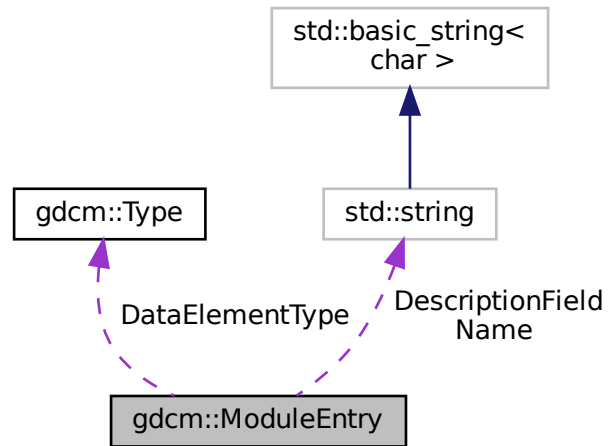 std::basic_string<
char >
gdcm::Type
std::string
DataElementType
DescriptionField
Name
gdcm::ModuleEntry